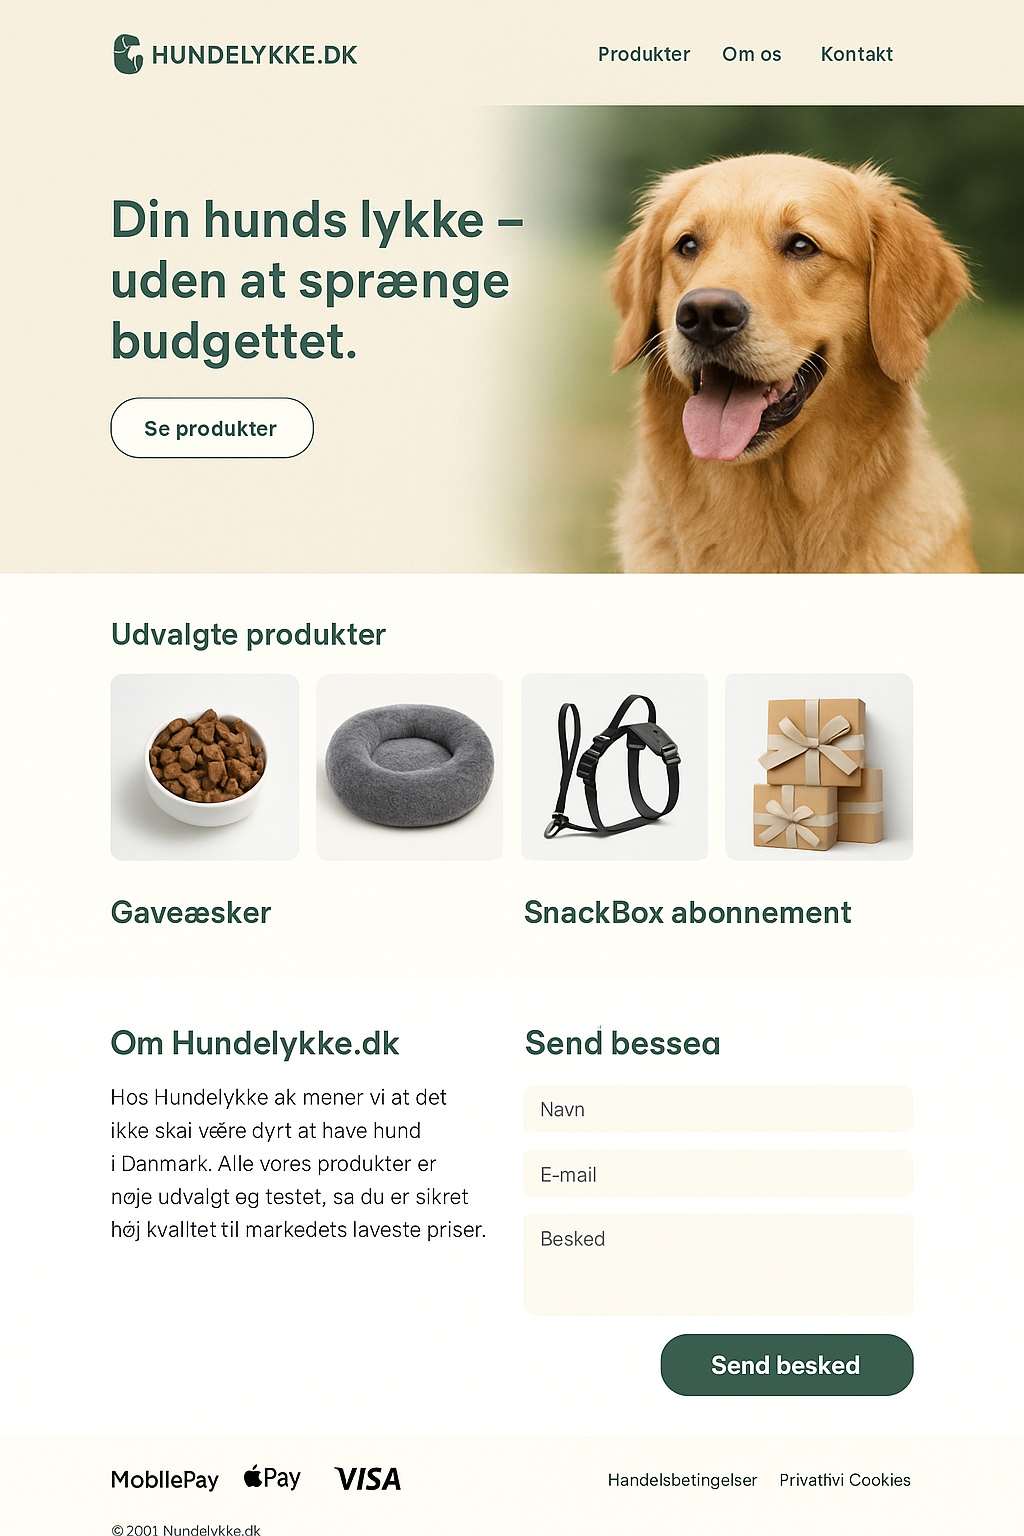 HUNDELYKKE.DK
Produkter Om os Kontakt
Din hunds lykke –
uden at sprænge
budgettet.
Se produkter
Udvalgte produkter
Gaveæsker
SnackBox abonnement
Om Hundelykke.dk
Hos Hundelykke ak mener vi at det
ikke skai være dyrt at have hund
i Danmark. Alle vores produkter er
nøje udvalgt og testet, sa du er sikret
høj kvalltet til markedets laveste priser.
Send bessea
Navn
E-mail
Besked
Send besked
MobllePay Pay VISA
Handelsbetingelser Privathvi Cookies
© 2001 Nundelykke.dk